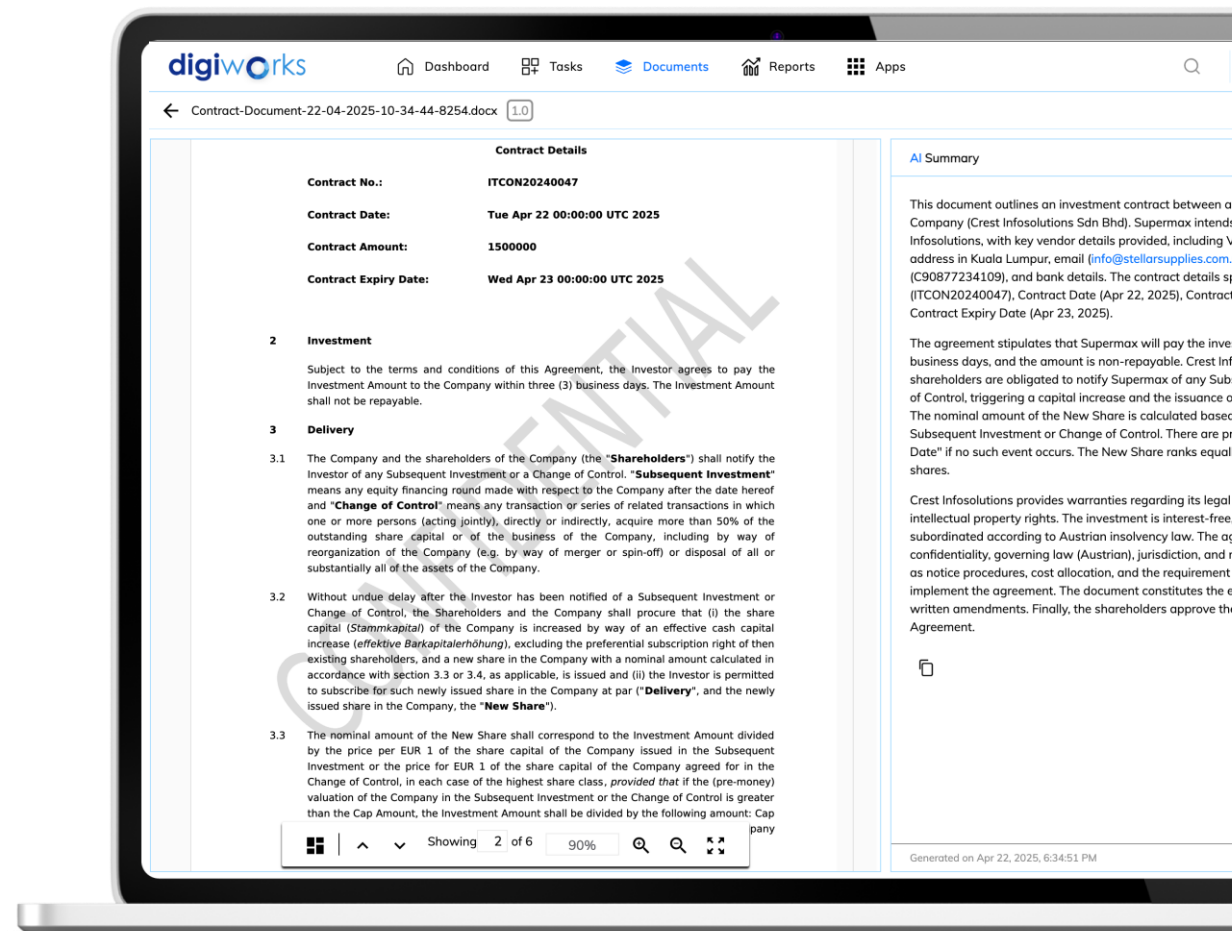 digiworks
Dashboard
Tasks
Documents
Reports
Apps
Contract-Document-22-04-2025-10-34-44-8254.docx 1.0
Contract Details
Contract No.: ITCON20240047
Contract Date: Tue Apr 22 00:00:00 UTC 2025
Contract Amount: 1500000
Contract Expiry Date: Wed Apr 23 00:00:00 UTC 2025
2 Investment
Subject to the terms and conditions of this Agreement, the Investor agrees to pay the
Investment Amount to the Company within three (3) business days. The Investment Amount
shall not be repayable.
3 Delivery
3.1 The Company and the shareholders of the Company (the "Shareholders") shall notify the
Investor of any Subsequent Investment or a Change of Control. "Subsequent Investment"
means any equity financing round made with respect to the Company after the date hereof
and "Change of Control" means any transaction or series of related transactions in which
one or more persons (acting jointly), directly or indirectly, acquire more than 50% of the
outstanding share capital or of the business of the Company, including by way of
reorganization of the Company (e.g. by way of merger or spin-off) or disposal of all or
substantially all of the assets of the Company.
3.2 Without undue delay after the Investor has been notified of a Subsequent Investment or
Change of Control, the Shareholders and the Company shall procure that (i) the share
capital (Stammkapital) of the Company is increased by way of an effective cash capital
increase (effektive Barkapitalerhöhung), excluding the preferential subscription right of then
existing shareholders, and a new share in the Company with a nominal amount calculated in
accordance with section 3.3 or 3.4, as applicable, is issued and (ii) the Investor is permitted
to subscribe for such newly issued share in the Company at par ("Delivery", and the newly
issued share in the Company, the "New Share").
3.3 The nominal amount of the New Share shall correspond to the Investment Amount divided
by the price per EUR 1 of the share capital of the Company issued in the Subsequent
Investment or the price for EUR 1 of the share capital of the Company agreed for in the
Change of Control, in each case of the highest share class, provided that if the (pre-money)
valuation of the Company in the Subsequent Investment or the Change of Control is greater
than the Cap Amount, the Investment Amount shall be divided by the following amount: Cap
pany
CONFIDENTIAL
Showing 2 of 6 90%
AI Summary
This document outlines an investment contract between a
Company (Crest Infosolutions Sdn Bhd). Supermax intends
Infosolutions, with key vendor details provided, including V
address in Kuala Lumpur, email (info@stellarsupplies.com.
(C90877234109), and bank details. The contract details sp
(ITCON20240047), Contract Date (Apr 22, 2025), Contract
Contract Expiry Date (Apr 23, 2025).
The agreement stipulates that Supermax will pay the inve
business days, and the amount is non-repayable. Crest Inf
shareholders are obligated to notify Supermax of any Sub
of Control, triggering a capital increase and the issuance o
The nominal amount of the New Share is calculated based
Subsequent Investment or Change of Control. There are pr
Date" if no such event occurs. The New Share ranks equall
shares.
Crest Infosolutions provides warranties regarding its legal
intellectual property rights. The investment is interest-free
subordinated according to Austrian insolvency law. The ag
confidentiality, governing law (Austrian), jurisdiction, and
as notice procedures, cost allocation, and the requirement
implement the agreement. The document constitutes the e
written amendments. Finally, the shareholders approve the
Agreement.
Generated on Apr 22, 2025, 6:34:51 PM